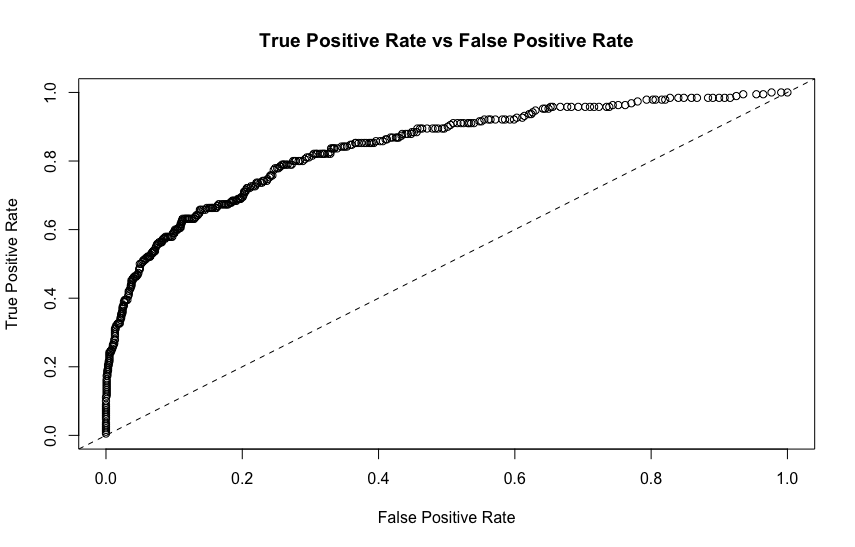 True Positive Rate vs False Positive Rate
1.0
0.8
0.6
0.4
0.2
0.0
True Positive Rate
0.0 0.2 0.4 0.6 0.8 1.0
False Positive Rate